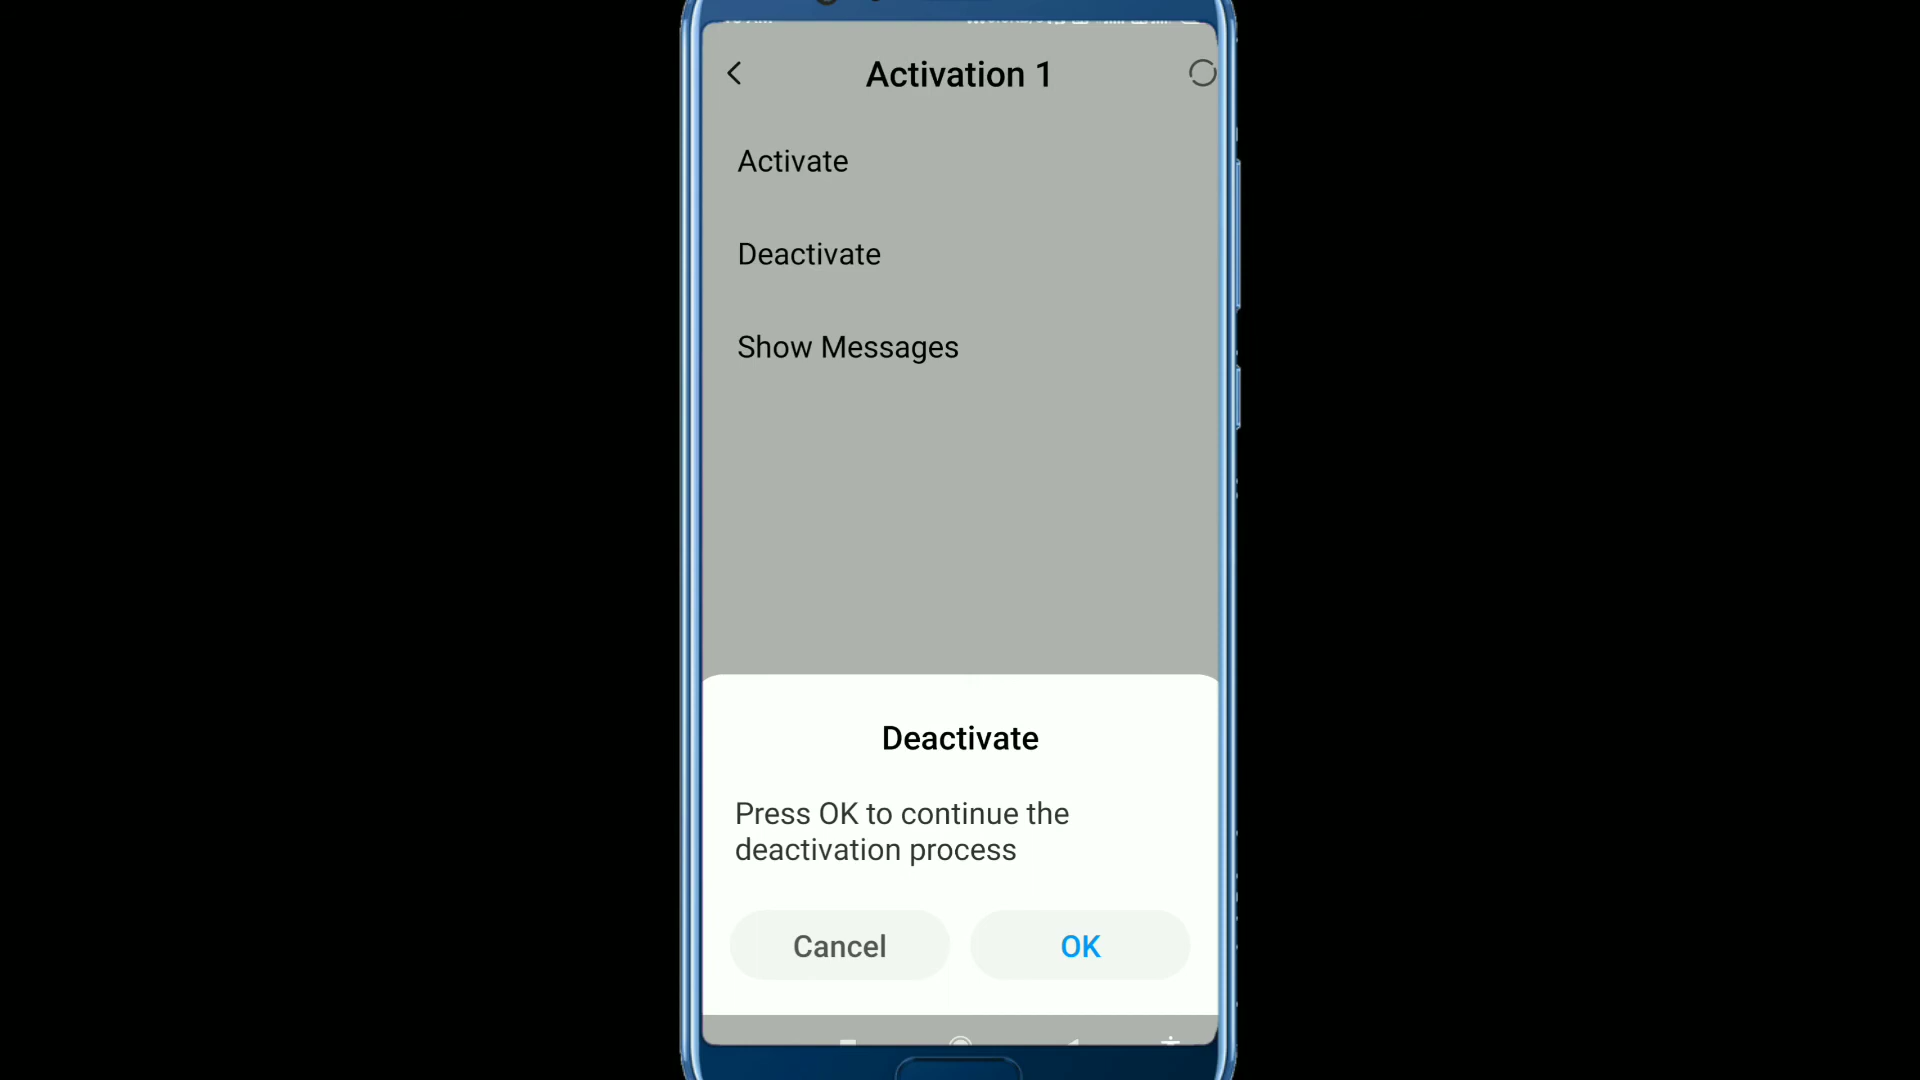 Activation 1
Activate
Deactivate
Show Messages
Deactivate
Press OK to continue the
deactivation process
Cancel
OK